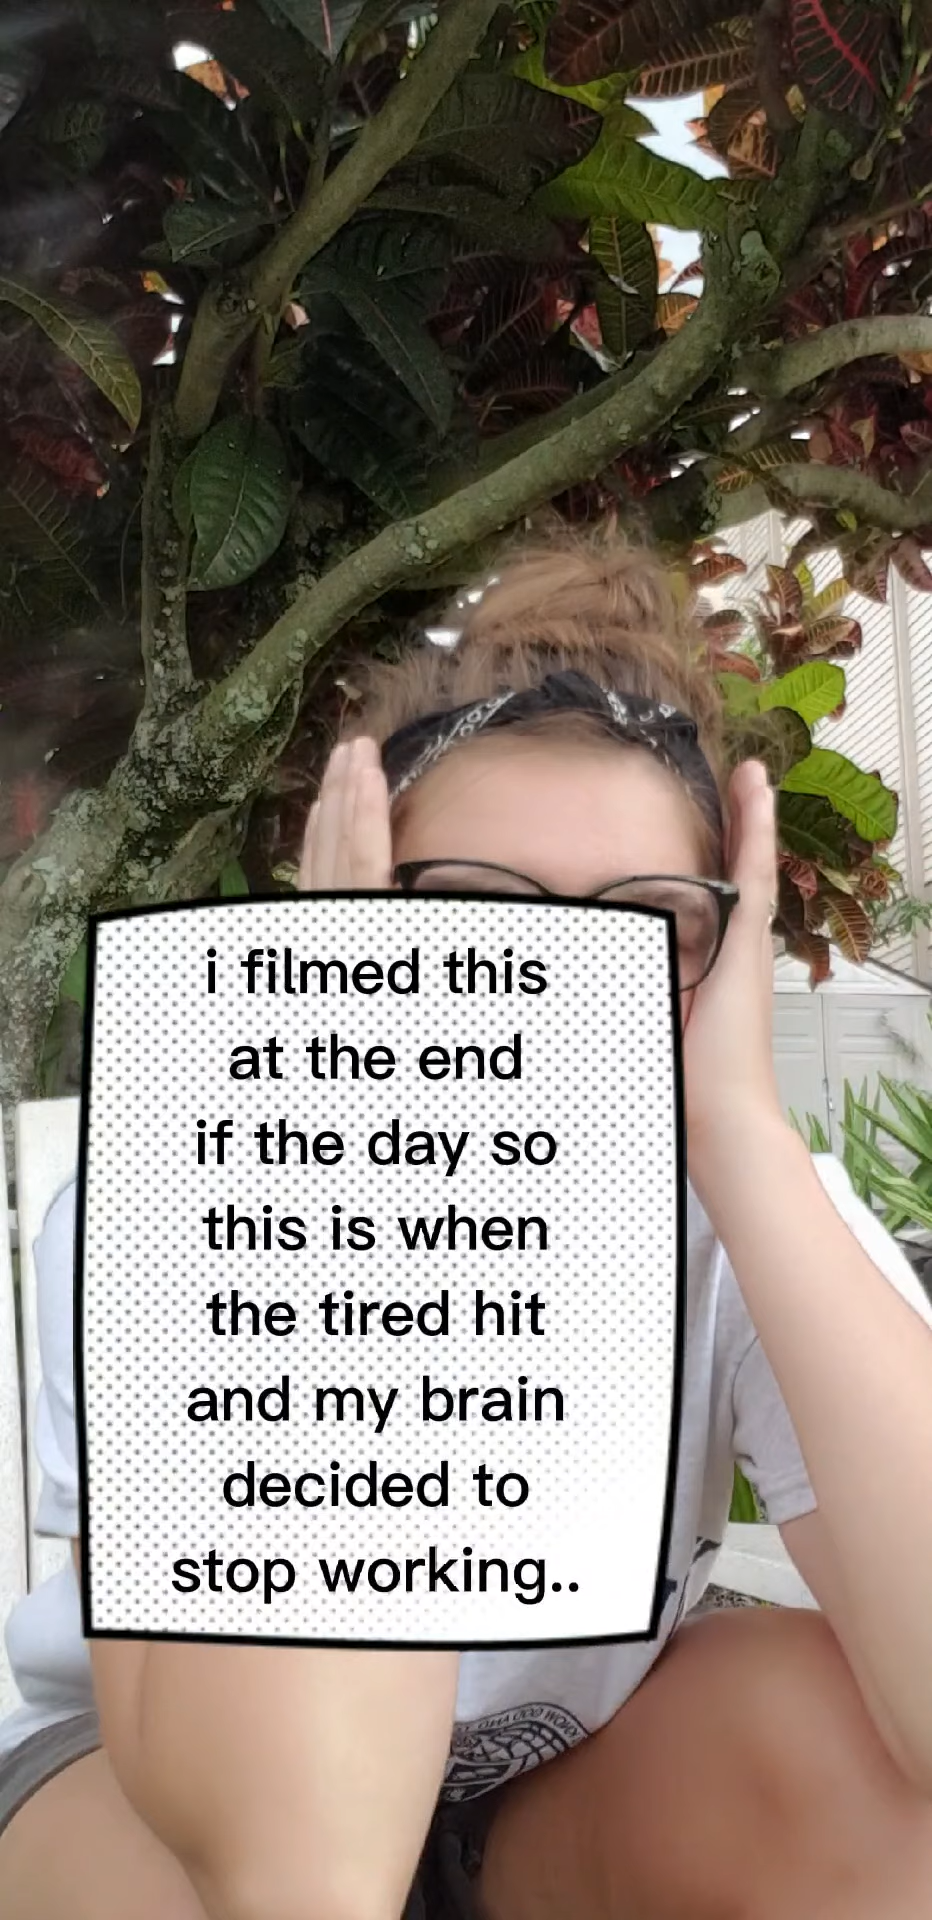 i filmed this
at the end
if the day so
this is when
the tired hit
and my brain
decided to
stop working..